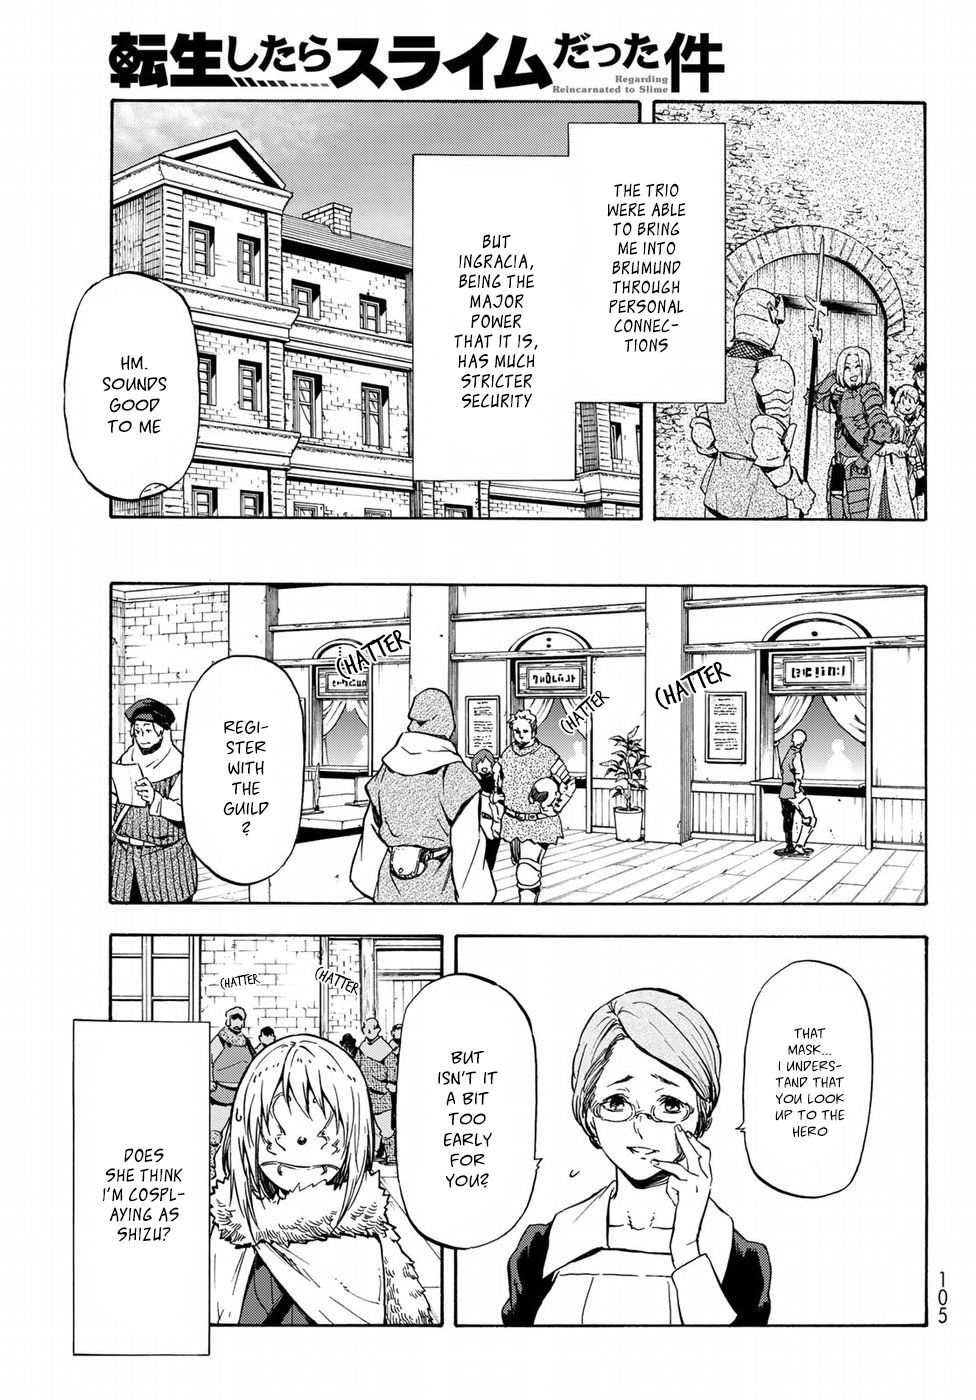 転生したらスライムだった件
Regarding
Reincarnated to Slime
THE TRIO
WERE ABLE
TO BRING
ME INTO
BRUMUND
THROUGH
PERSONAL
CONNEC-
TIONS
BUT
INGRACIA,
BEING THE
MAJOR
POWER
THAT IT IS,
HAS MUCH
STRICTER
SECURITY
HM.
SOUNDS
GOOD
TO ME
CHATTER
CHATTER
CHATTER
REGI-
STER
WITH
THE
GUILD
?
THAT
MASK...
I UNDERS-
TAND THAT
YOU LOOK
UP TO THE
HERO
BUT
ISN'T IT
A BIT
TOO
EARLY
FOR
YOU?
CHATTER
CHATTER
DOES
SHE THINK
I'M COSPL-
AYING AS
SHIZU?
105